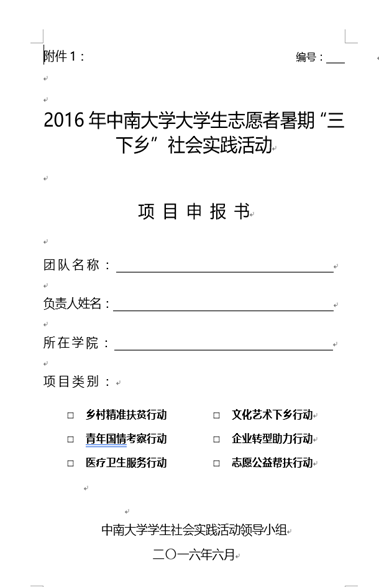 附件 1： 编号：
2016 年中南大学大学生志愿者暑期“三
下乡”社会实践活动
项 目 申 报 书
团队名称：
负责人姓名：
所在学院：
项目类别：
□ 乡村精准扶贫行动 □ 文化艺术下乡行动
□ 青年国情考察行动 □ 企业转型助力行动
□ 医疗卫生服务行动 □ 志愿公益帮扶行动
中南大学学生社会实践活动领导小组
二〇一六年六月